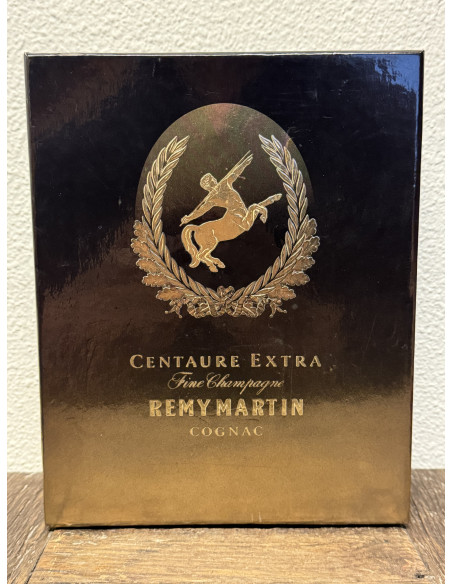 CENTAURE EXTRA
Fine Champagne
REMY MARTIN
COGNAC